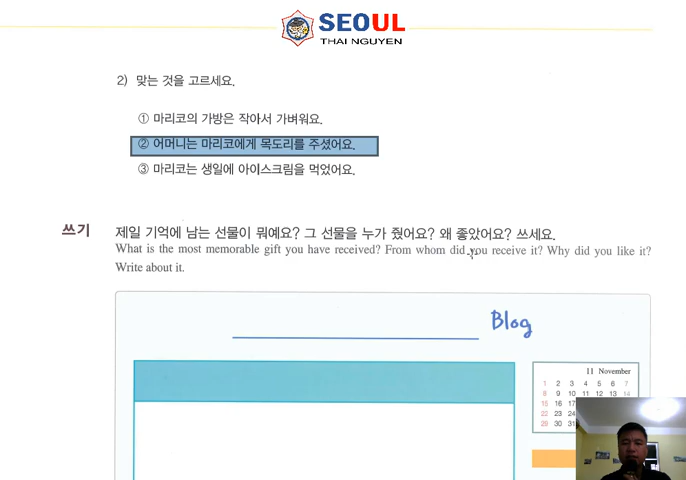 SEOUL
THAI NGUYEN
2) 맞는 것을 고르세요.
① 마리코의 가방은 작아서 가벼워요.
② 어머니는 마리코에게 목도리를 주셨어요.
③ 마리코는 생일에 아이스크림을 먹었어요.
쓰기 제일 기억에 남는 선물이 뭐예요? 그 선물을 누가 줬어요? 왜 좋았어요? 쓰세요.
What is the most memorable gift you have received? From whom did you receive it? Why did you like it?
Write about it.
Blog
11 November
1 2 3 4 5 6 7
8 9 10 11 12 13 14
15 16 17
22 23 24
29 30 31